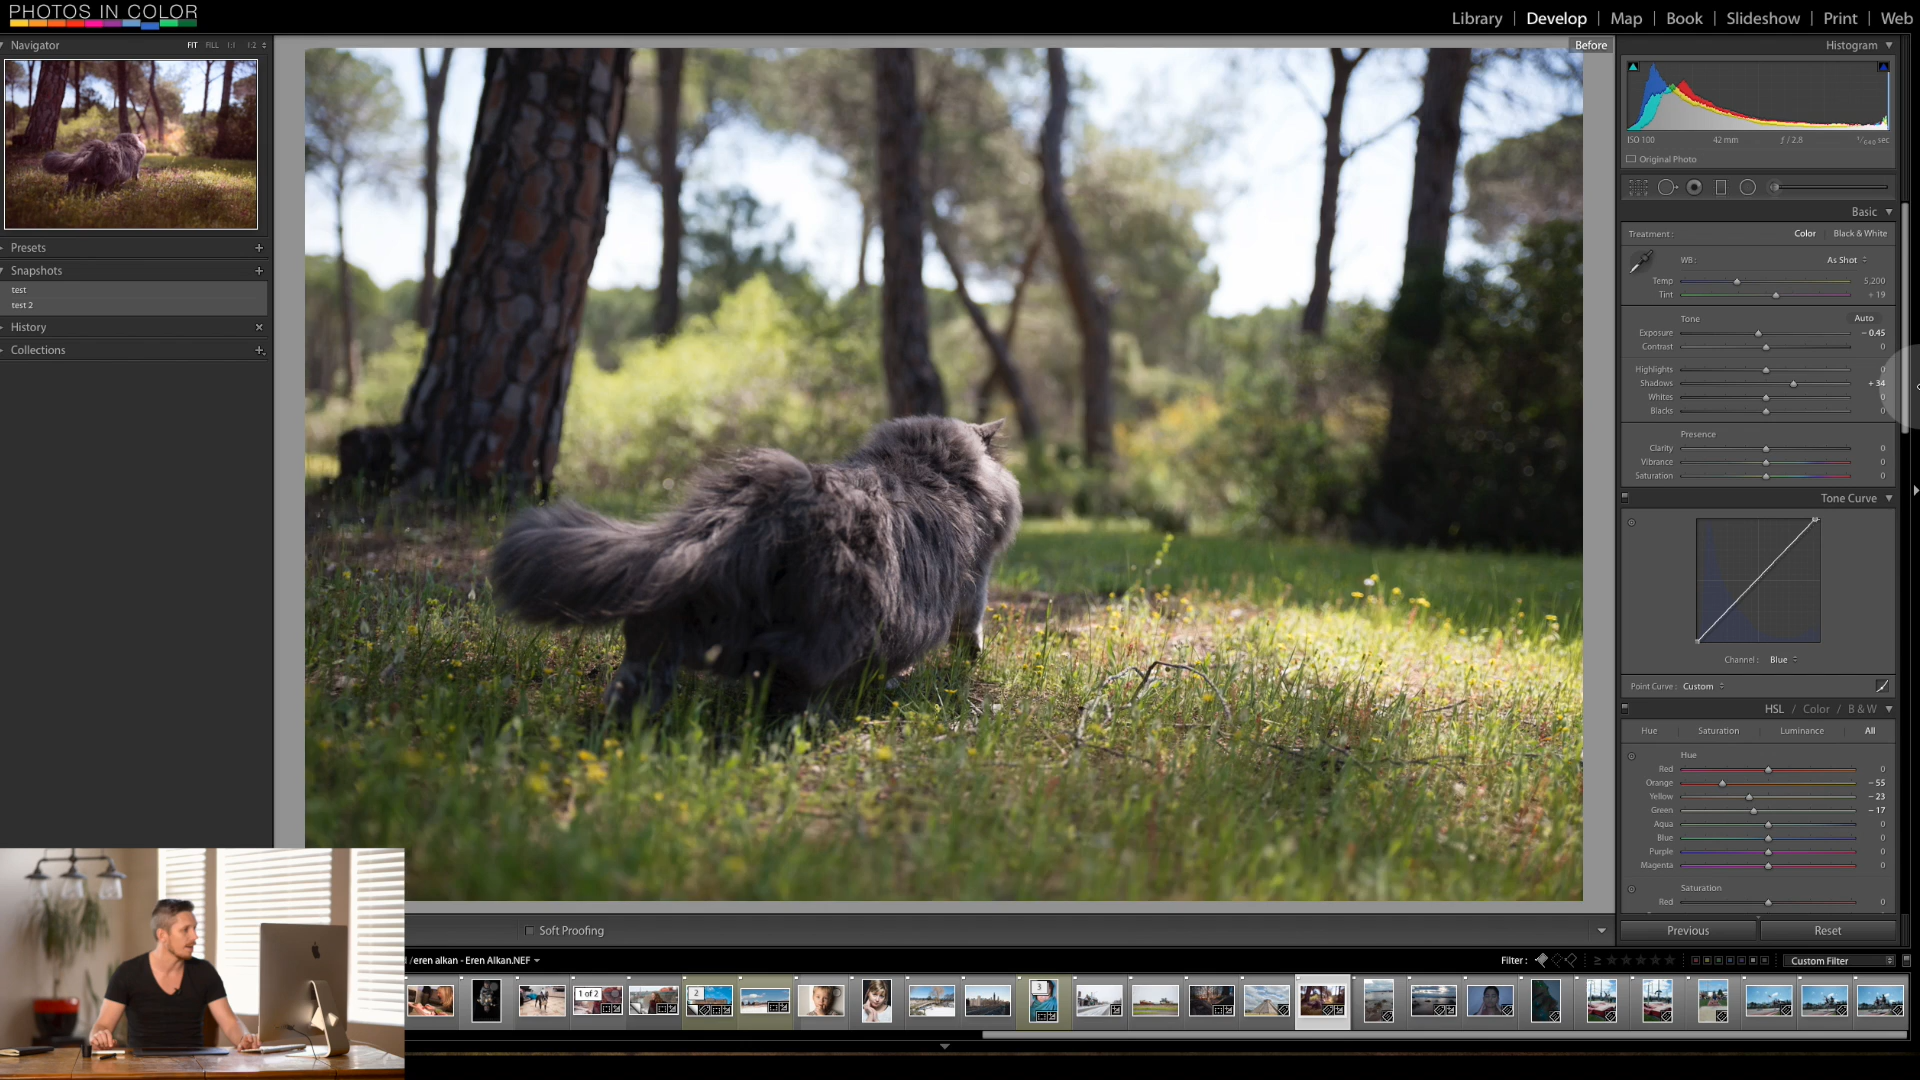 PHOTOS IN COLOR
Library | Develop | Map | Book | Slideshow | Print | Web
Navigator FIT FILL 1:1 1:2
Presets
Snapshots
test
test 2
History
Collections
Before
Histogram
ISO 100 42 mm ƒ / 2.8 1/640 sec
Original Photo
Basic
Treatment : Color Black & White
WB : As Shot
Temp 5,200
Tint + 19
Tone Auto
Exposure − 0.45
Contrast 0
Highlights 0
Shadows + 34
Whites 0
Blacks 0
Presence
Clarity 0
Vibrance 0
Saturation 0
Tone Curve
Channel : Blue
Point Curve : Custom
HSL / Color / B & W
Hue Saturation Luminance All
Hue
Red 0
Orange − 55
Yellow − 23
Green − 17
Aqua 0
Blue 0
Purple 0
Magenta 0
Saturation
Red 0
Previous Reset
Soft Proofing
/ eren alkan - Eren Alkan.NEF
Filter : Custom Filter
1 of 2
2
3